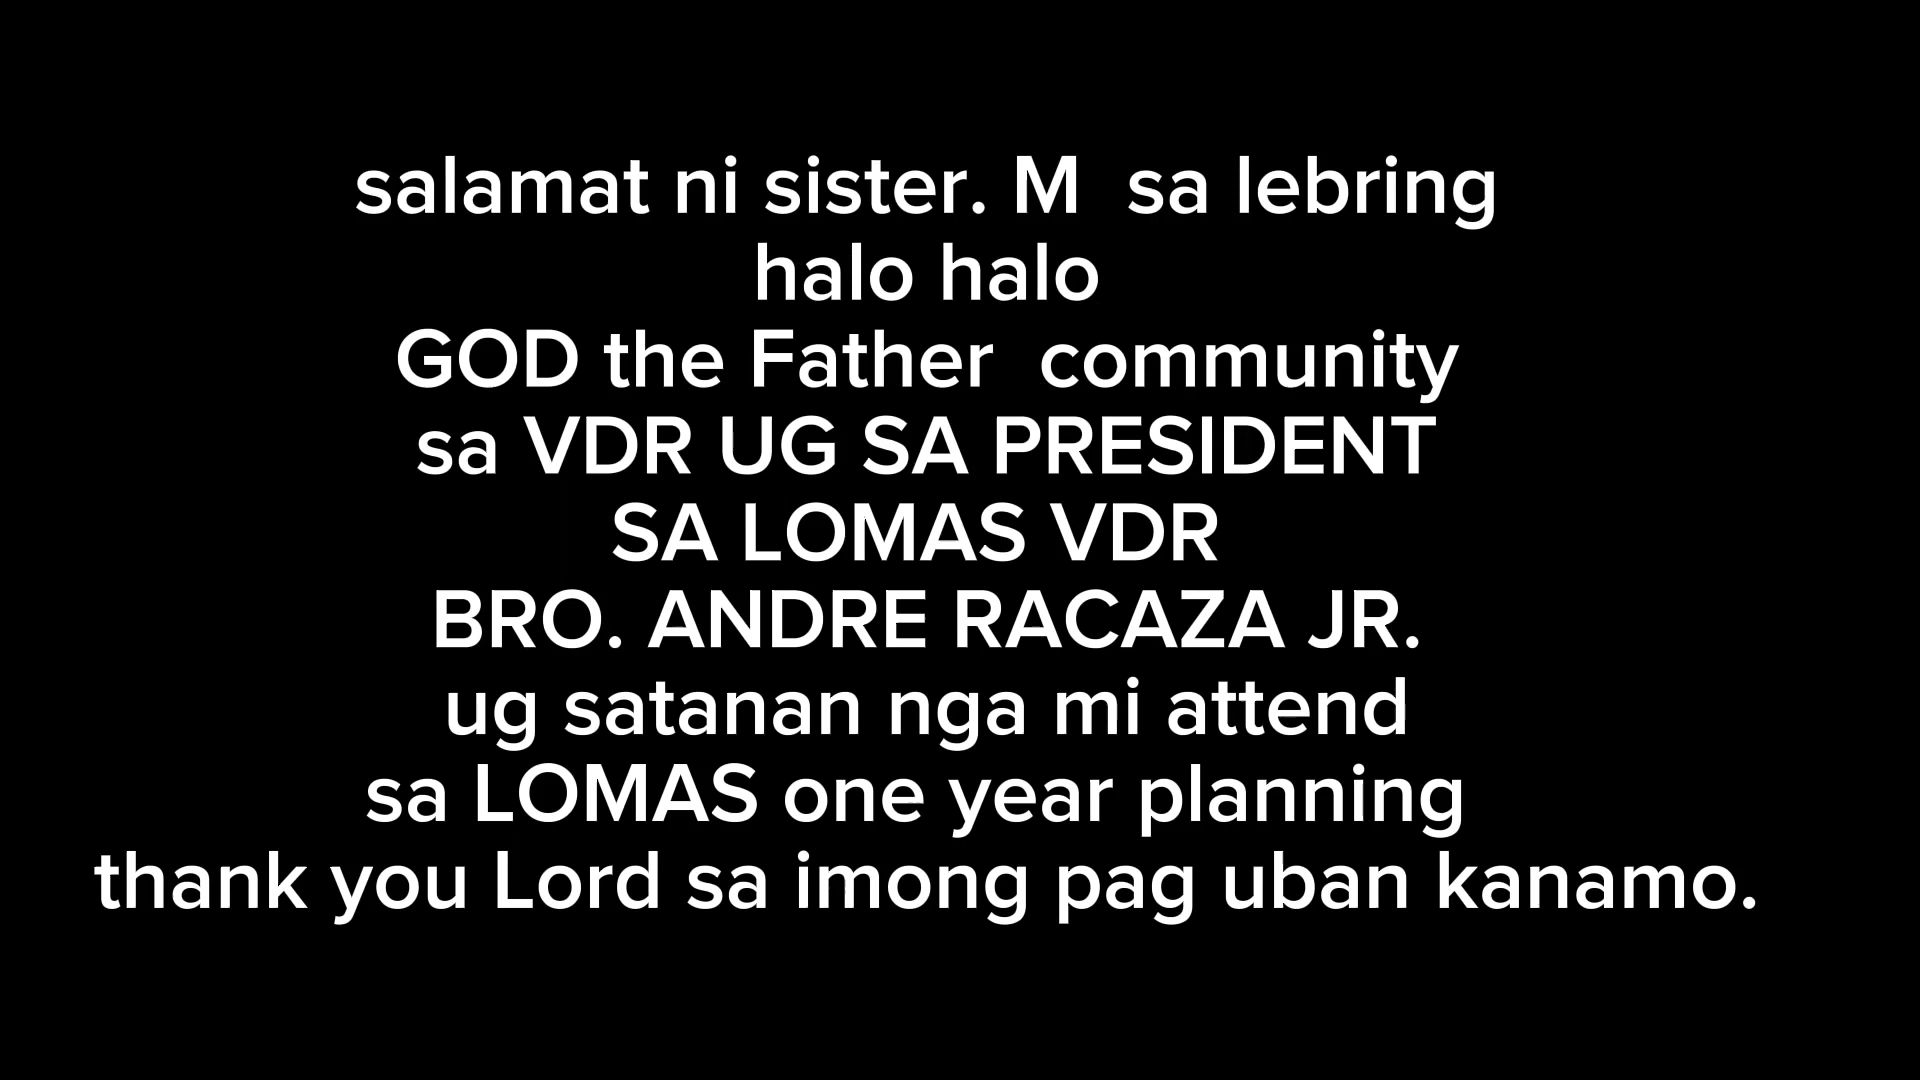 salamat ni sister. M  sa lebring
halo halo
GOD the Father  community
sa VDR UG SA PRESIDENT
SA LOMAS VDR
BRO. ANDRE RACAZA JR.
ug satanan nga mi attend
sa LOMAS one year planning
thank you Lord sa imong pag uban kanamo.